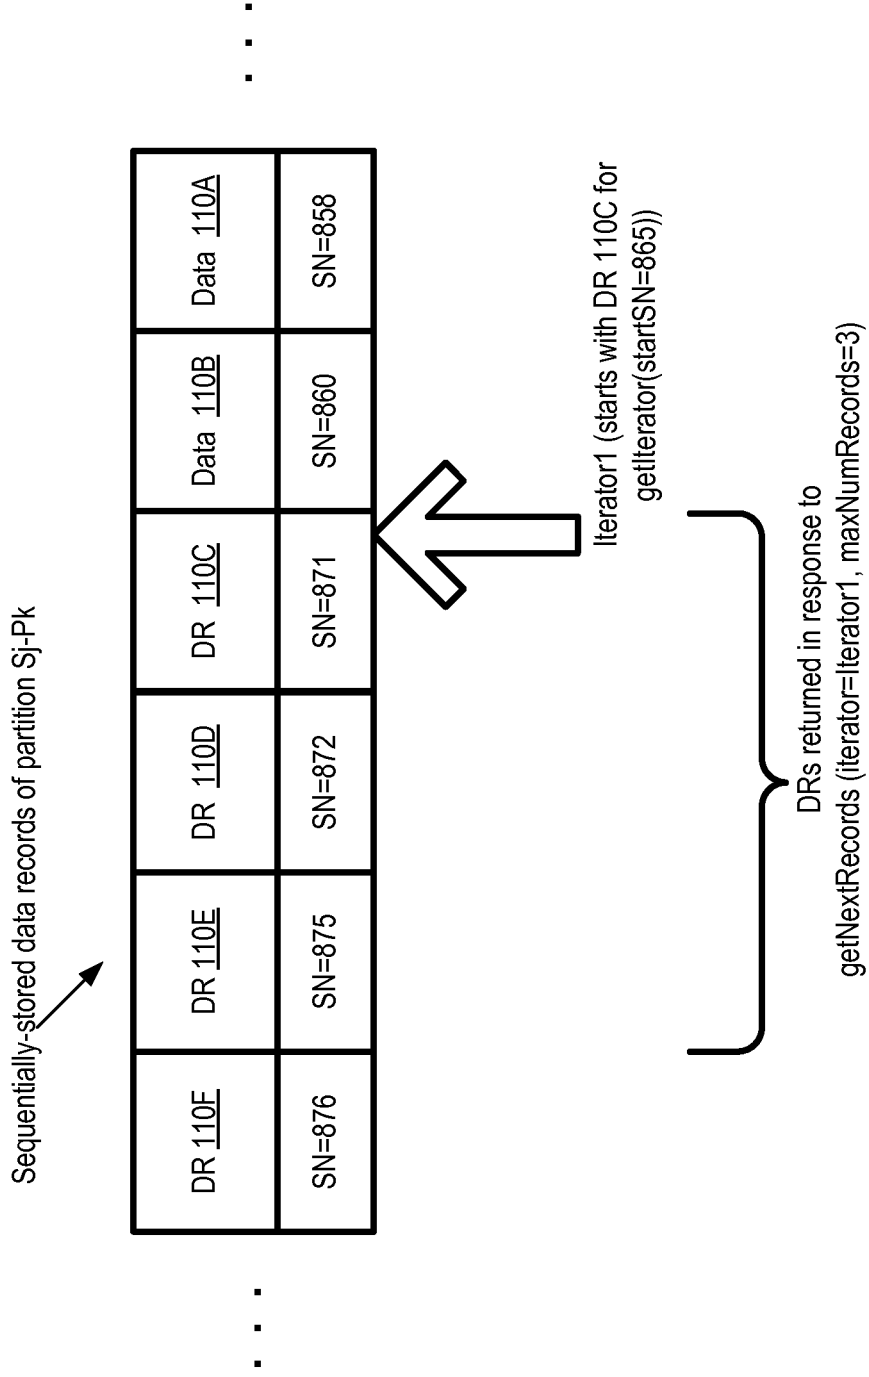 Sequentially-stored data records of partition Sj-Pk
DR 110F
DR 110E
DR 110D
DR 110C
Data 110B
Data 110A
SN=876
SN=875
SN=872
SN=871
SN=860
SN=858
Iterator1 (starts with DR 110C for
getIterator(startSN=865))
DRs returned in response to
getNextRecords (iterator=Iterator1, maxNumRecords=3)